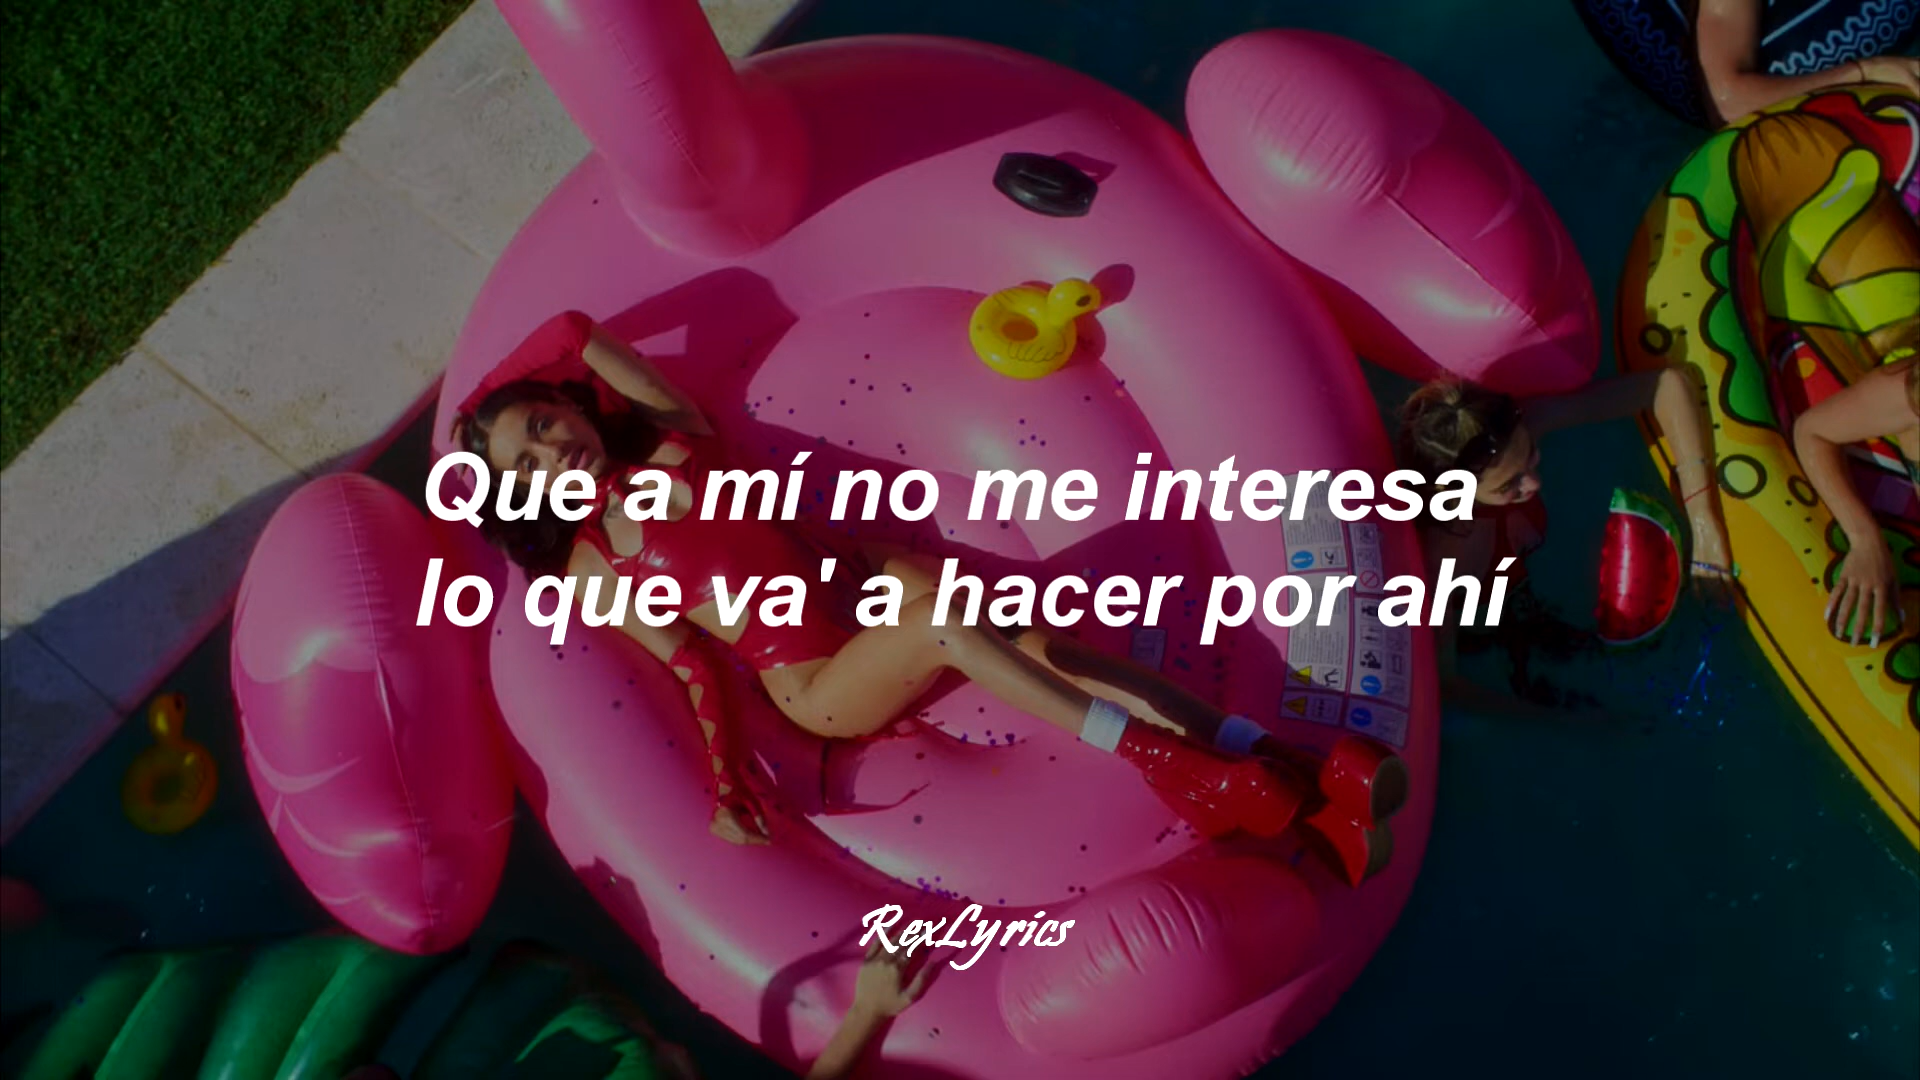 Que a mí no me interesa
lo que va' a hacer por ahí
RexLyrics